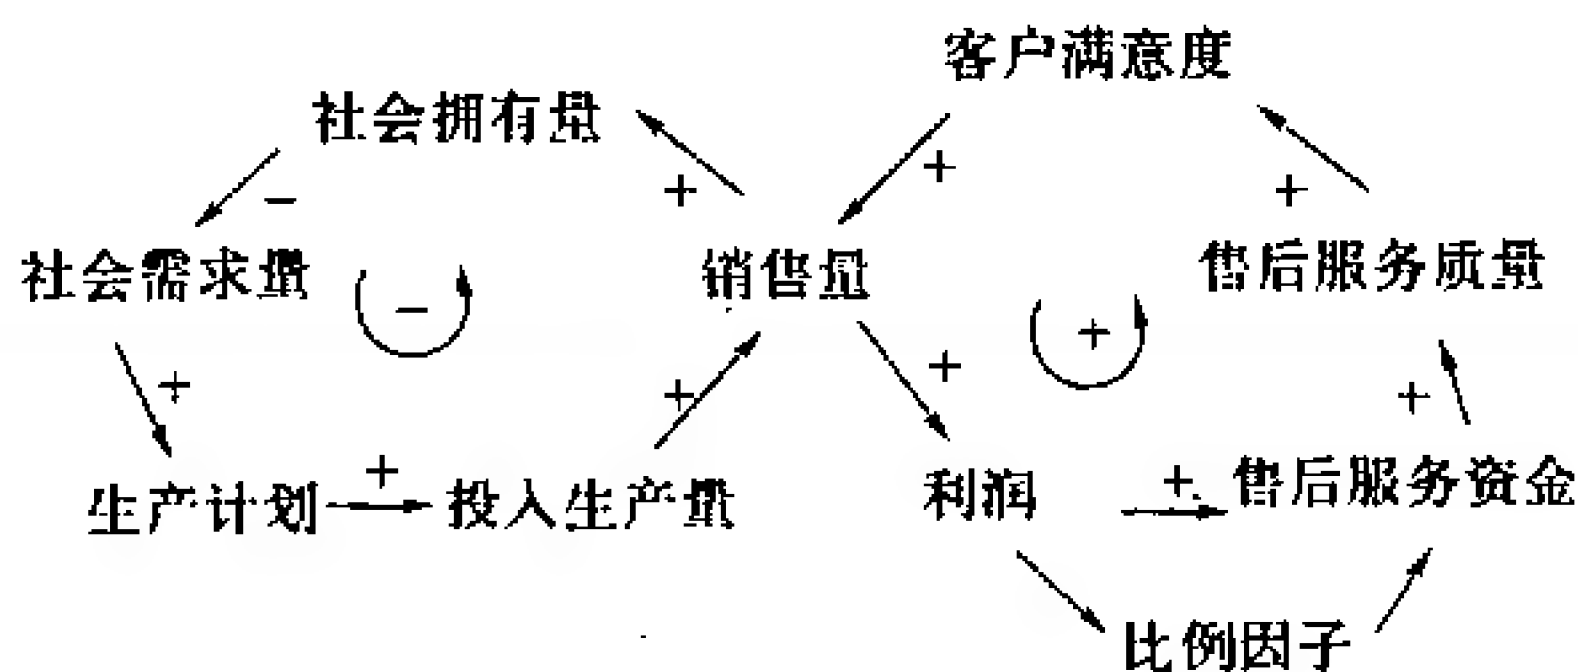 客户满意度
社会拥有量
+
+
+
−
社会需求量
−
销售量
+
售后服务质量
+
+
+
+
生产计划
+
投入生产量
利润
+
售后服务资金
比例因子